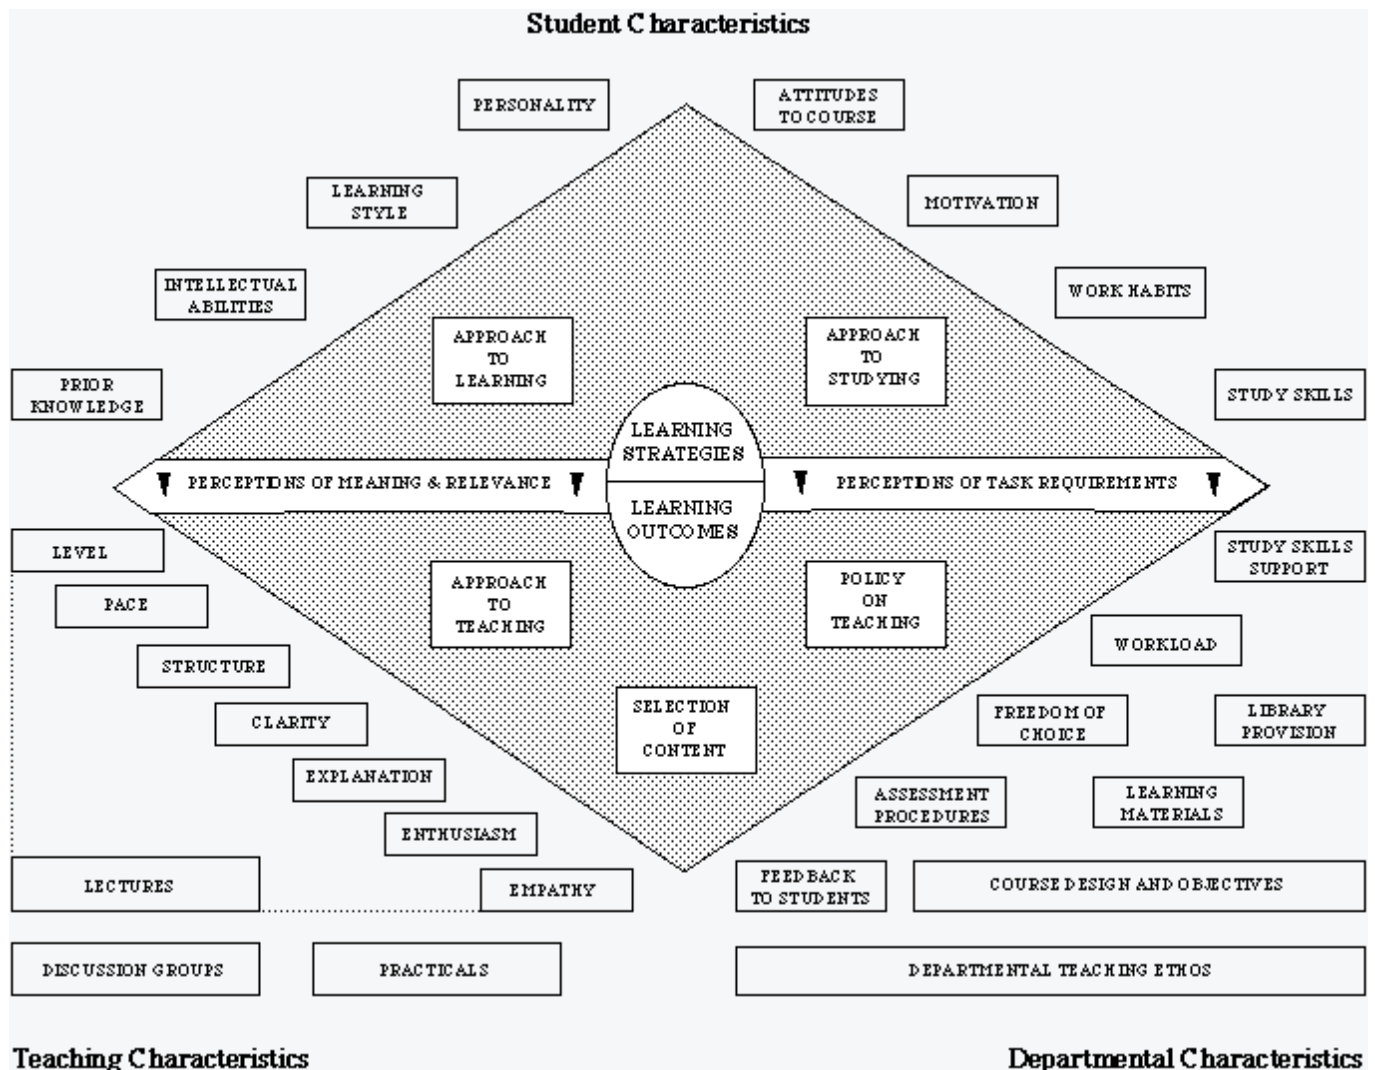 Student Characteristics
PERSONALITY
ATTITUDES
TO COURSE
LEARNING
STYLE
MOTIVATION
INTELLECTUAL
ABILITIES
WORK HABITS
APPROACH
TO
LEARNING
APPROACH
TO
STUDYING
PRIOR
KNOWLEDGE
STUDY SKILLS
LEARNING
STRATEGIES
PERCEPTIONS OF MEANING & RELEVANCE
PERCEPTIONS OF TASK REQUIREMENTS
LEARNING
OUTCOMES
LEVEL
STUDY SKILLS
SUPPORT
APPROACH
TO
TEACHING
POLICY
ON
TEACHING
PACE
WORKLOAD
STRUCTURE
CLARITY
SELECTION
OF
CONTENT
FREEDOM OF
CHOICE
LIBRARY
PROVISION
EXPLANATION
ASSESSMENT
PROCEDURES
LEARNING
MATERIALS
ENTHUSIASM
LECTURES
EMPATHY
FEEDBACK
TO STUDENTS
COURSE DESIGN AND OBJECTIVES
DISCUSSION GROUPS
PRACTICALS
DEPARTMENTAL TEACHING ETHOS
Teaching Characteristics
Departmental Characteristics